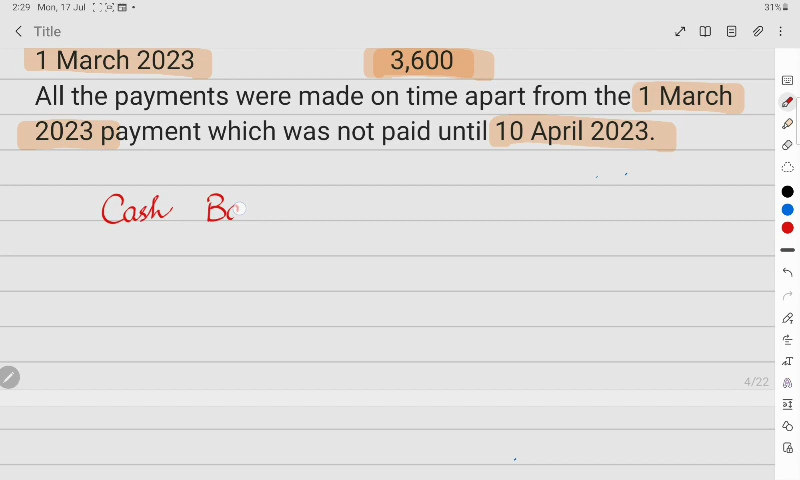 2:29 Mon, 17 Jul
31%
Title
1 March 2023 3,600
All the payments were made on time apart from the 1 March
2023 payment which was not paid until 10 April 2023.
Cash Ba
4/22